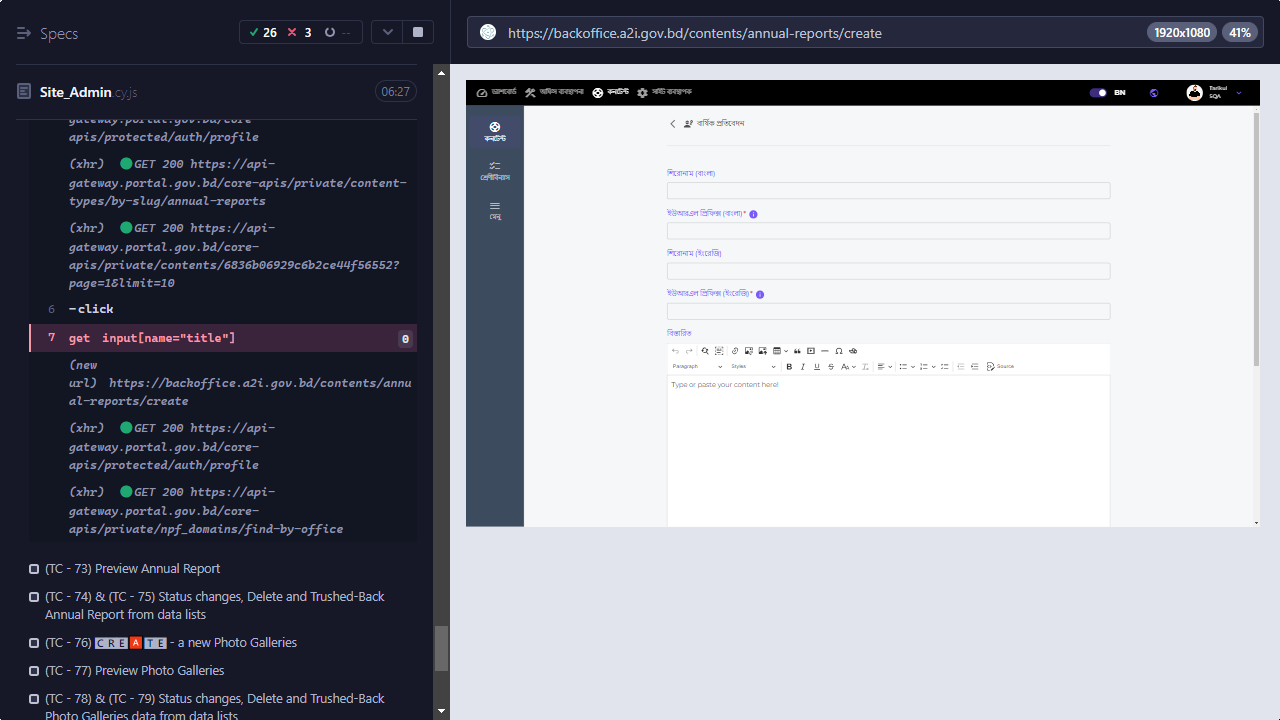 Specs
26
3
--
Site_Admin.cy.js
06:27
gateway.portal.gov.bd/core-
apis/protected/auth/profile
(xhr) GET 200 https://api-
gateway.portal.gov.bd/core-apis/private/content-
types/by-slug/annual-reports
(xhr) GET 200 https://api-
gateway.portal.gov.bd/core-
apis/private/contents/6836b06929c6b2ce44f56552?
page=1&limit=10
6 -click
7 get input[name="title"] 0
(new
url) https://backoffice.a2i.gov.bd/contents/annu
al-reports/create
(xhr) GET 200 https://api-
gateway.portal.gov.bd/core-
apis/protected/auth/profile
(xhr) GET 200 https://api-
gateway.portal.gov.bd/core-
apis/private/npf_domains/find-by-office
(TC - 73) Preview Annual Report
(TC - 74) & (TC - 75) Status changes, Delete and Trushed-Back
Annual Report from data lists
(TC - 76) CREATE - a new Photo Galleries
(TC - 77) Preview Photo Galleries
(TC - 78) & (TC - 79) Status changes, Delete and Trushed-Back
Photo Galleries data from data lists
https://backoffice.a2i.gov.bd/contents/annual-reports/create
1920x1080
41%
ড্যাশবোর্ড
অফিস ব্যবস্থাপনা
কনটেন্ট
সাইট ব্যবস্থাপক
BN
Tarikul
SQA
কনটেন্ট
শ্রেণীবিন্যাস
মেনু
বার্ষিক প্রতিবেদন
শিরোনাম (বাংলা)
ইউআরএল প্রিফিক্স (বাংলা)*
শিরোনাম (ইংরেজি)
ইউআরএল প্রিফিক্স (ইংরেজি)*
বিস্তারিত
Paragraph
Styles
Source
Type or paste your content here!